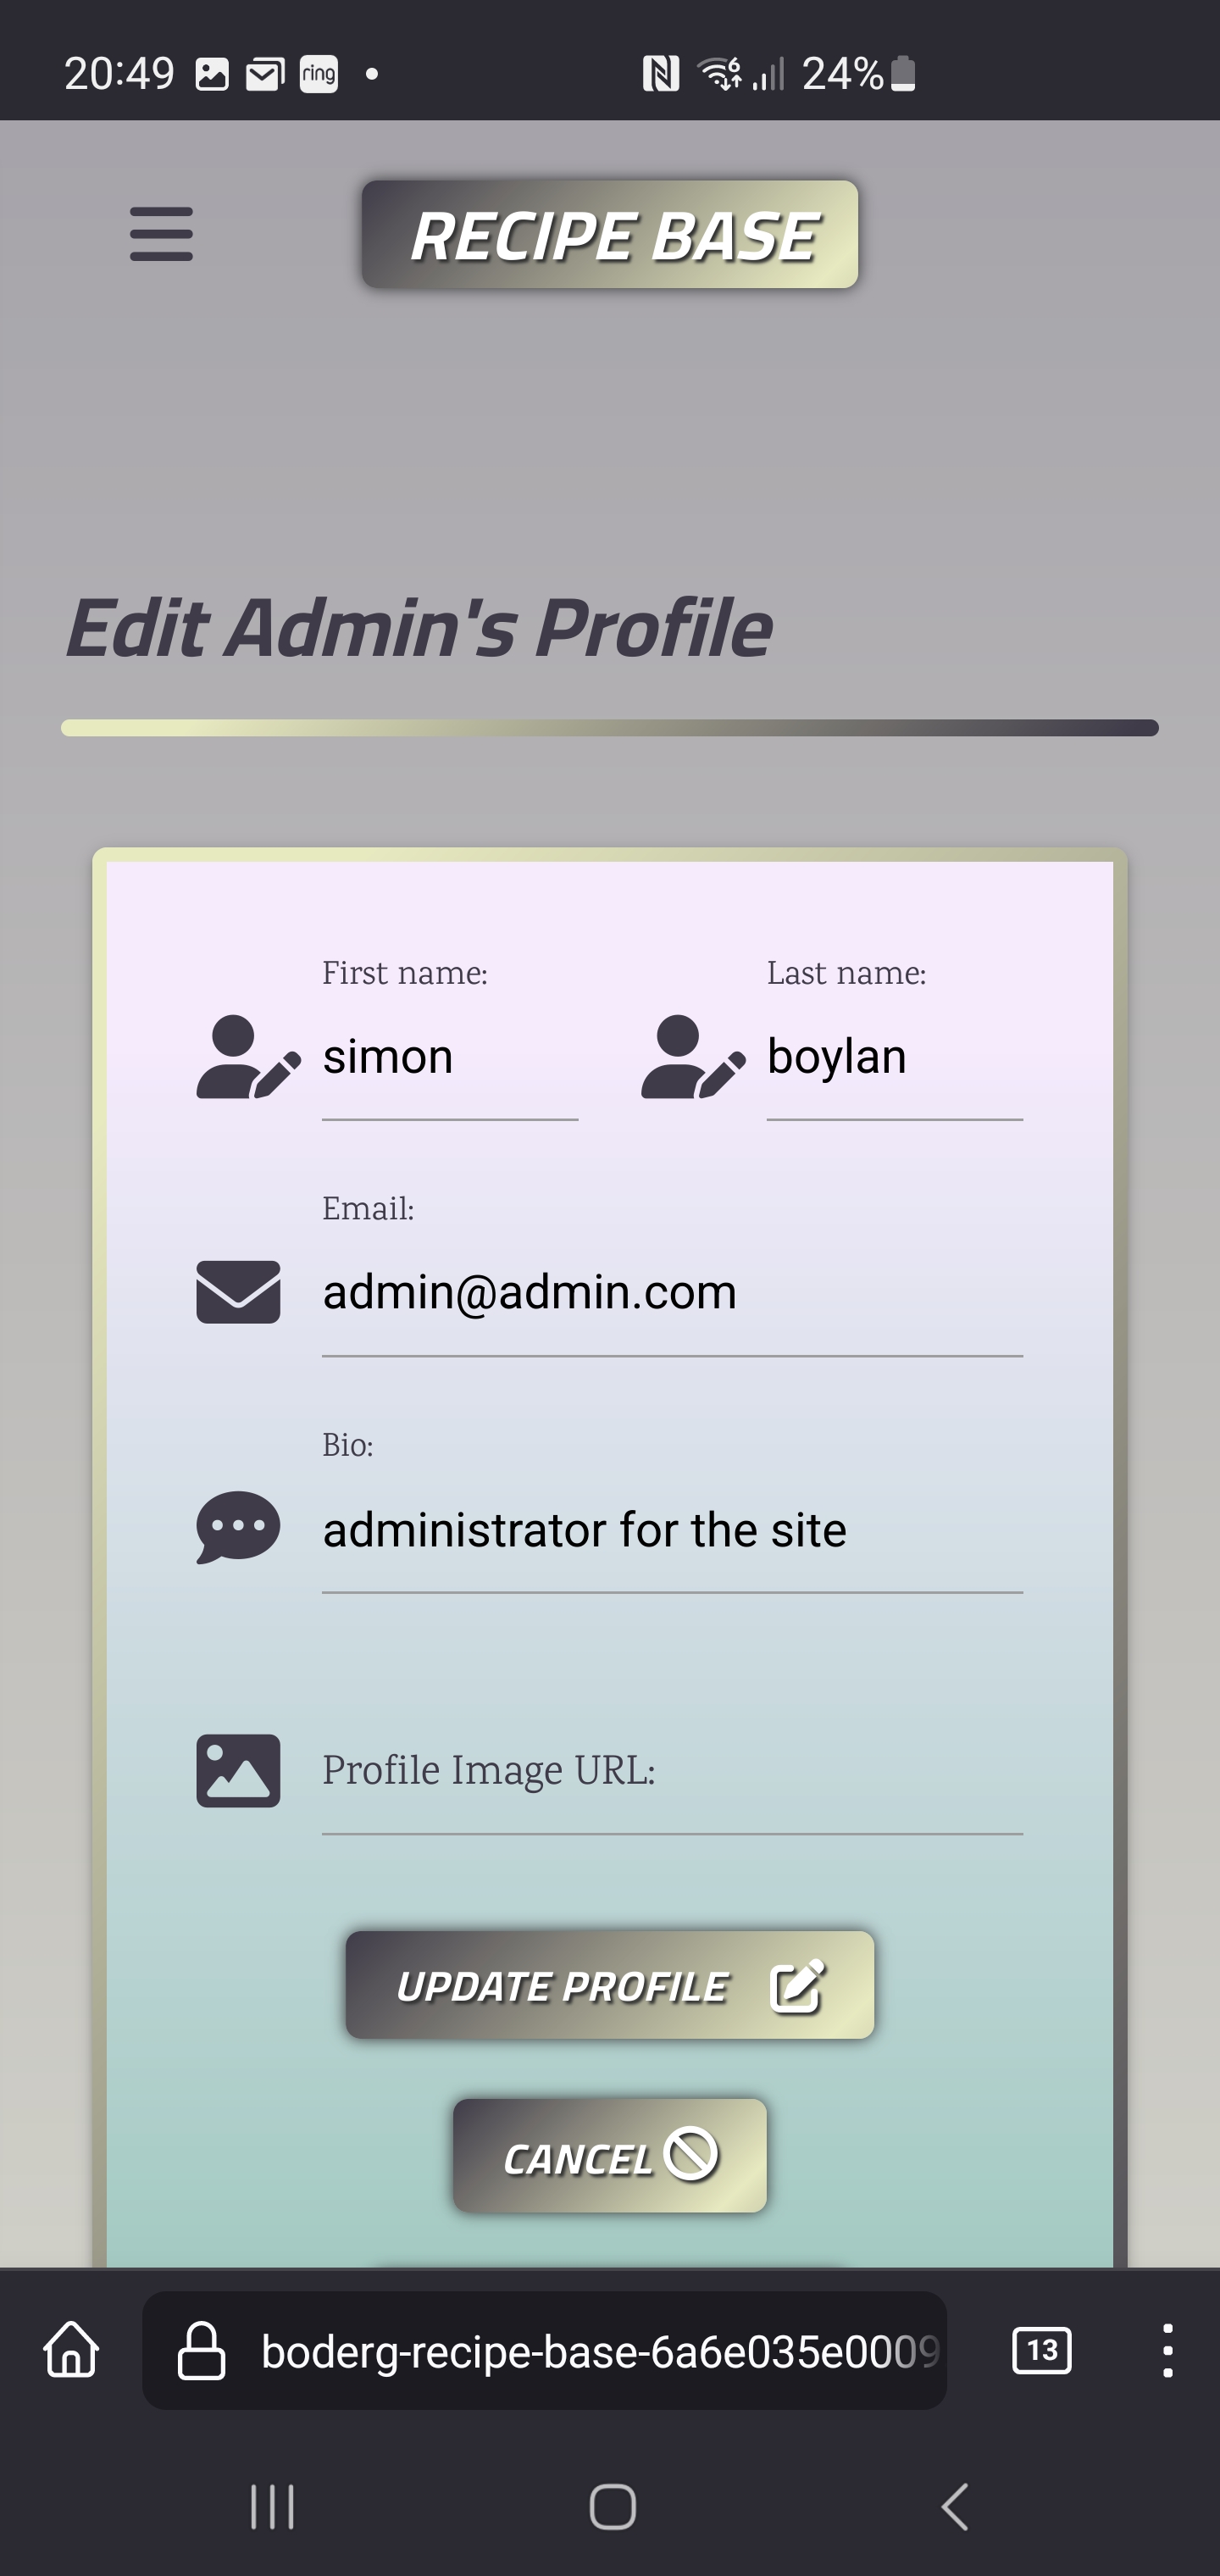 20:49 ring 6 24%
RECIPE BASE
Edit Admin's Profile
First name: Last name:
simon boylan
Email:
admin@admin.com
Bio:
administrator for the site
Profile Image URL:
UPDATE PROFILE
CANCEL
boderg-recipe-base-6a6e035e0009 13